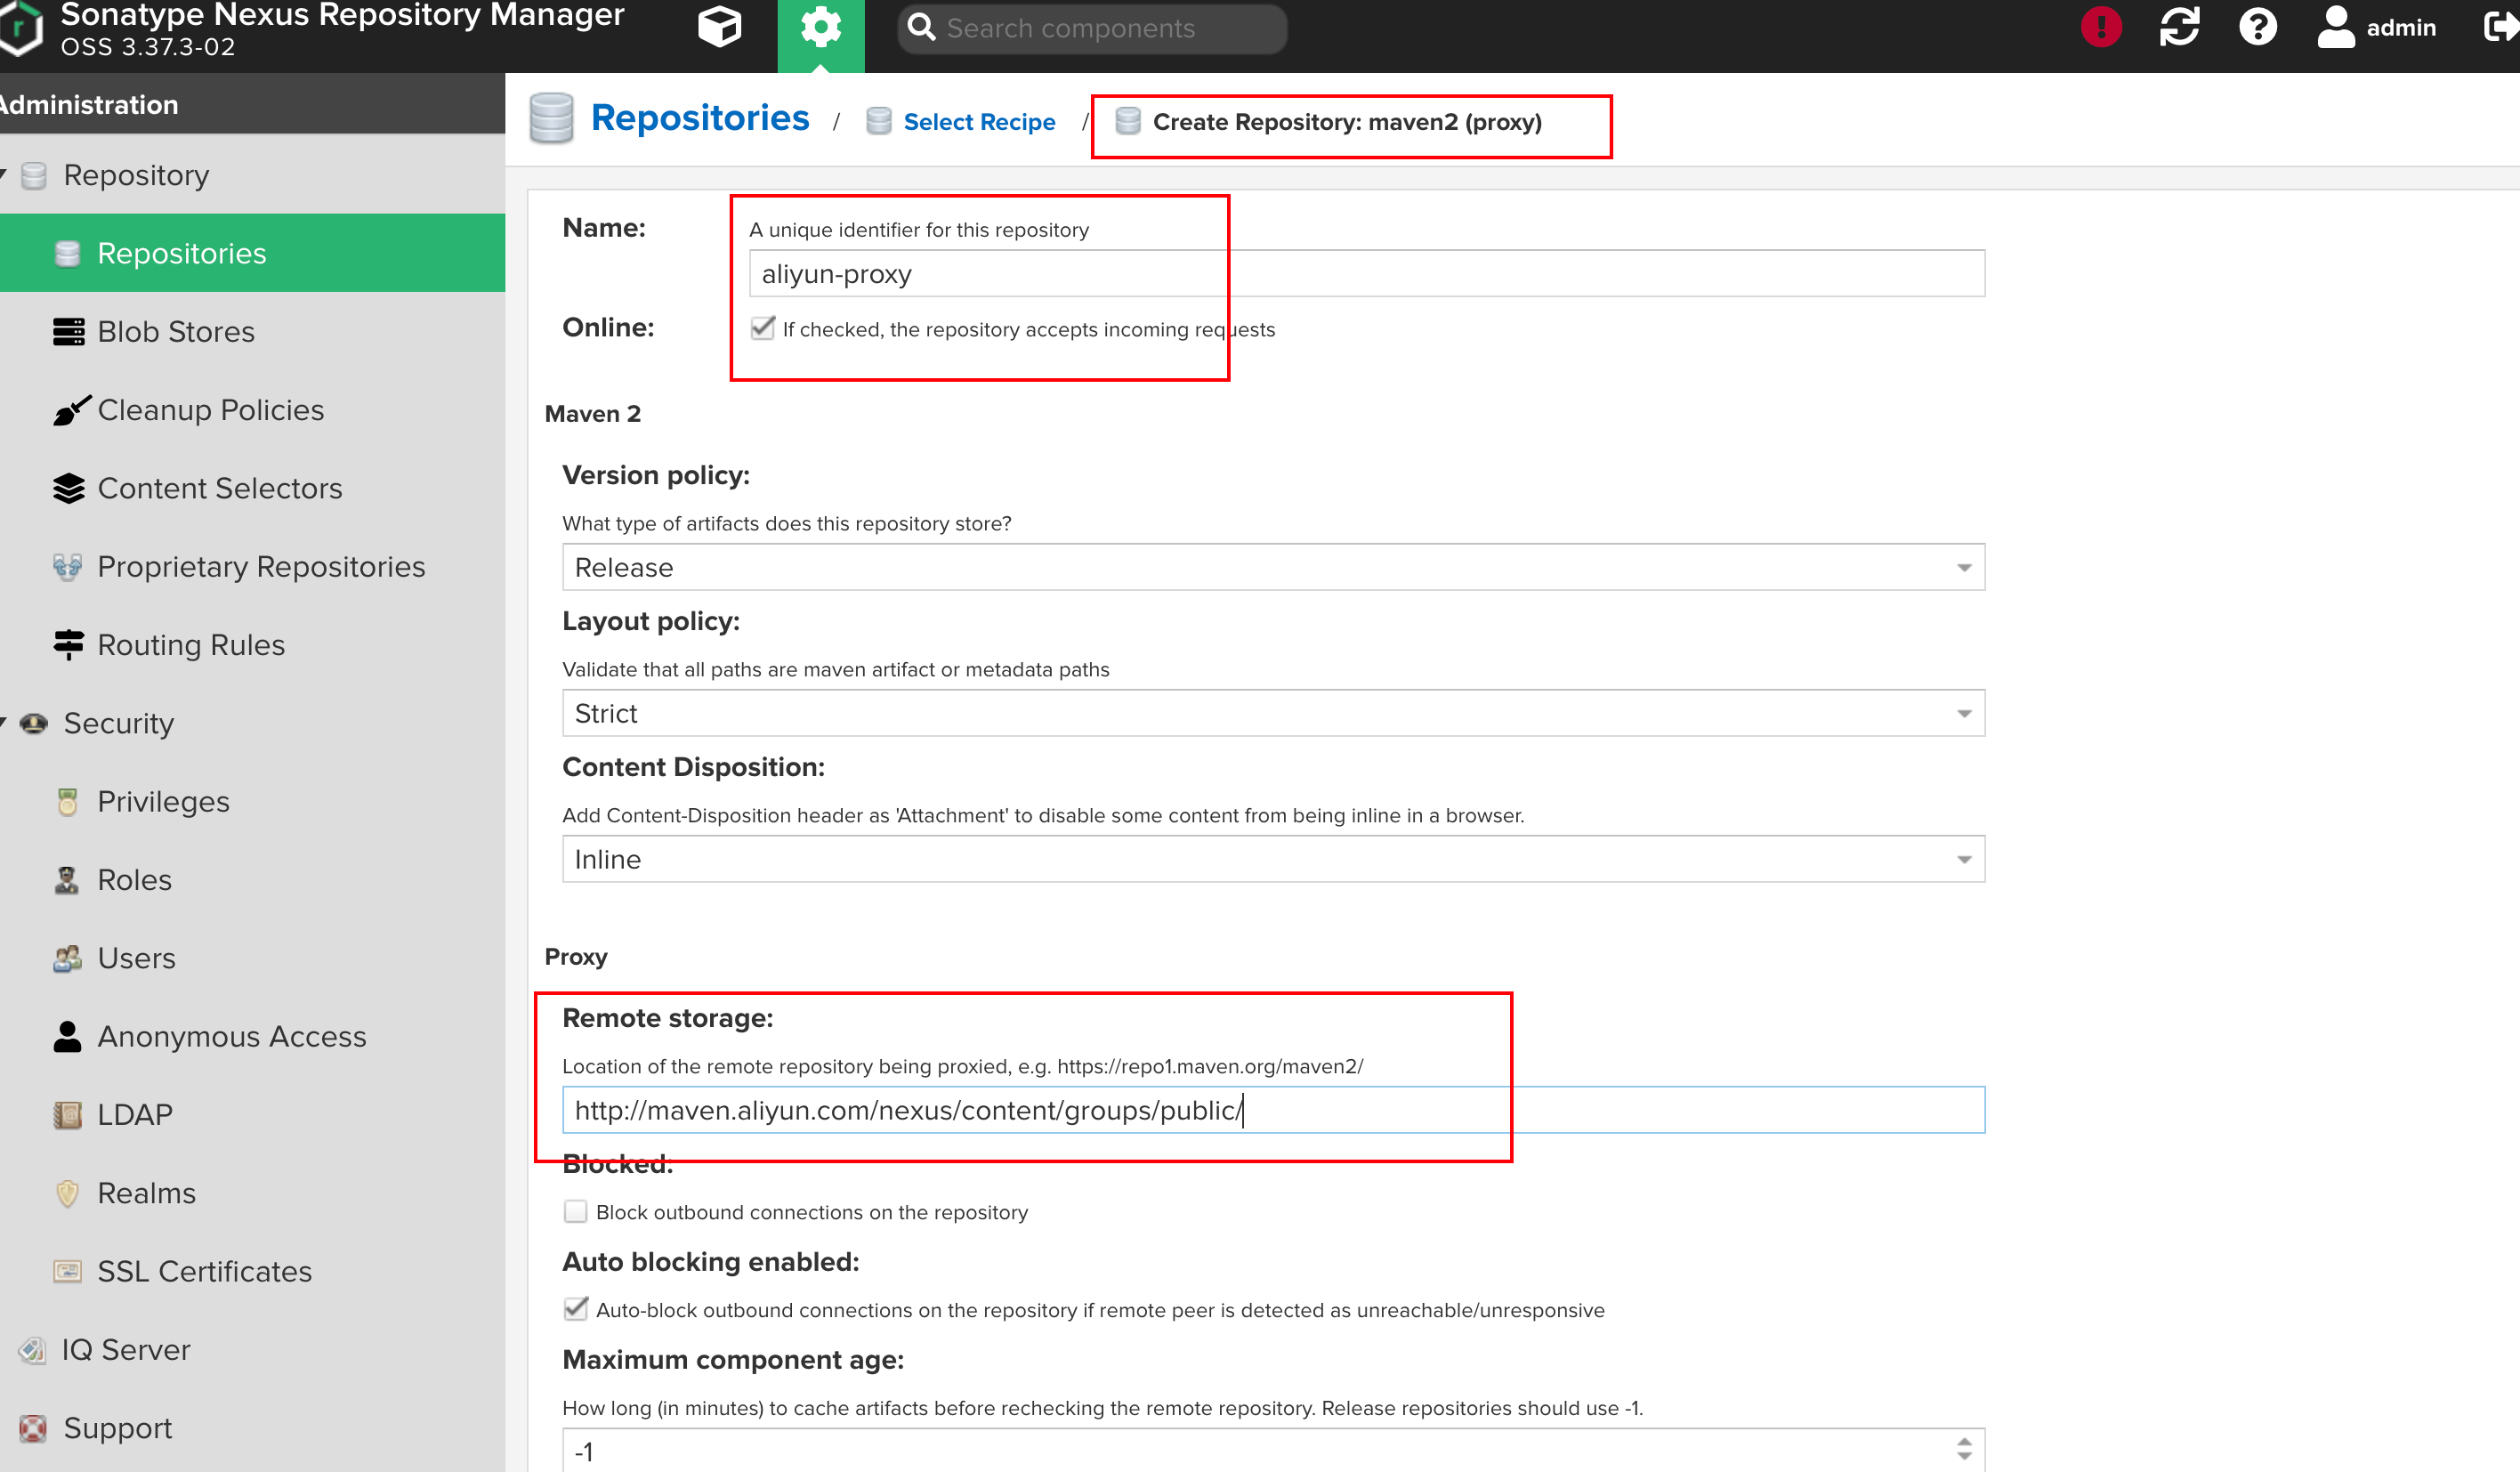 Sonatype Nexus Repository Manager
OSS 3.37.3-02
Search components
admin
Administration
Repositories / Select Recipe / Create Repository: maven2 (proxy)
Repository
Repositories
Blob Stores
Cleanup Policies
Content Selectors
Proprietary Repositories
Routing Rules
Security
Privileges
Roles
Users
Anonymous Access
LDAP
Realms
SSL Certificates
IQ Server
Support
Name:
A unique identifier for this repository
aliyun-proxy
Online:
If checked, the repository accepts incoming requests
Maven 2
Version policy:
What type of artifacts does this repository store?
Release
Layout policy:
Validate that all paths are maven artifact or metadata paths
Strict
Content Disposition:
Add Content-Disposition header as 'Attachment' to disable some content from being inline in a browser.
Inline
Proxy
Remote storage:
Location of the remote repository being proxied, e.g. https://repo1.maven.org/maven2/
http://maven.aliyun.com/nexus/content/groups/public/
Blocked:
Block outbound connections on the repository
Auto blocking enabled:
Auto-block outbound connections on the repository if remote peer is detected as unreachable/unresponsive
Maximum component age:
How long (in minutes) to cache artifacts before rechecking the remote repository. Release repositories should use -1.
-1